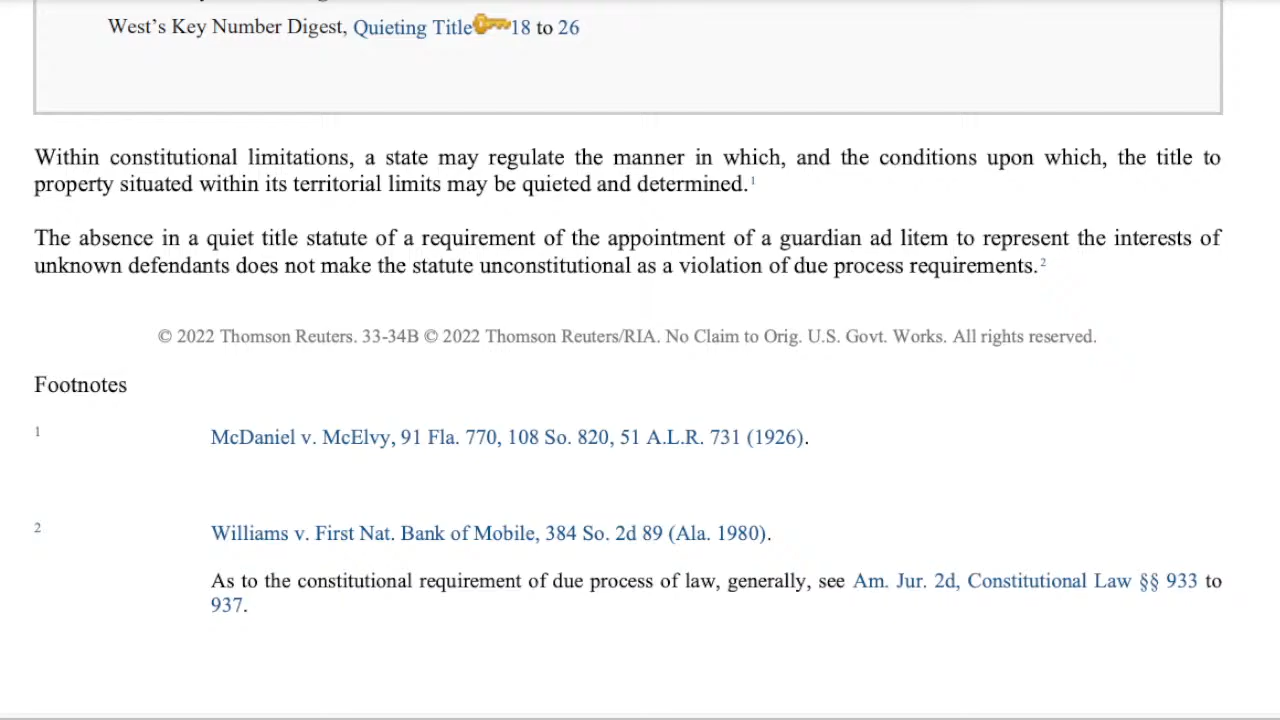 West's Key Number Digest, Quieting Title 18 to 26
Within constitutional limitations, a state may regulate the manner in which, and the conditions upon which, the title to
property situated within its territorial limits may be quieted and determined.1
The absence in a quiet title statute of a requirement of the appointment of a guardian ad litem to represent the interests of
unknown defendants does not make the statute unconstitutional as a violation of due process requirements.2
© 2022 Thomson Reuters. 33-34B © 2022 Thomson Reuters/RIA. No Claim to Orig. U.S. Govt. Works. All rights reserved.
Footnotes
1 McDaniel v. McElvy, 91 Fla. 770, 108 So. 820, 51 A.L.R. 731 (1926).
2 Williams v. First Nat. Bank of Mobile, 384 So. 2d 89 (Ala. 1980).
As to the constitutional requirement of due process of law, generally, see Am. Jur. 2d, Constitutional Law §§ 933 to
937.